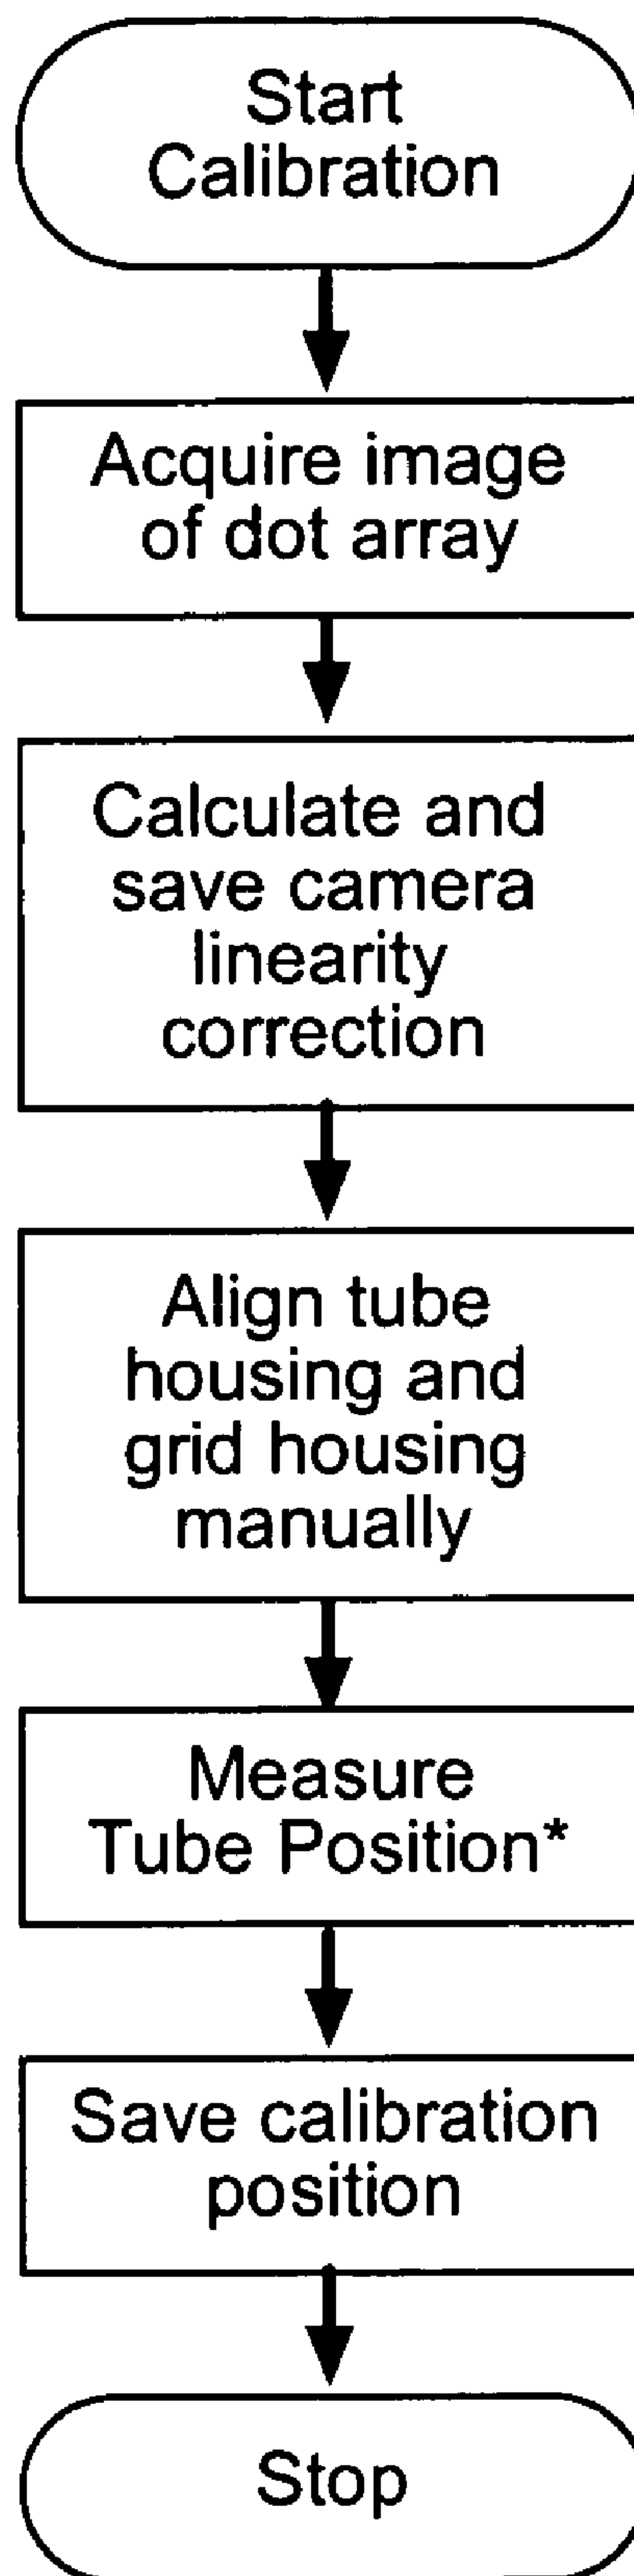 Start
Calibration
Acquire image
of dot array
Calculate and
save camera
linearity
correction
Align tube
housing and
grid housing
manually
Measure
Tube Position*
Save calibration
position
Stop